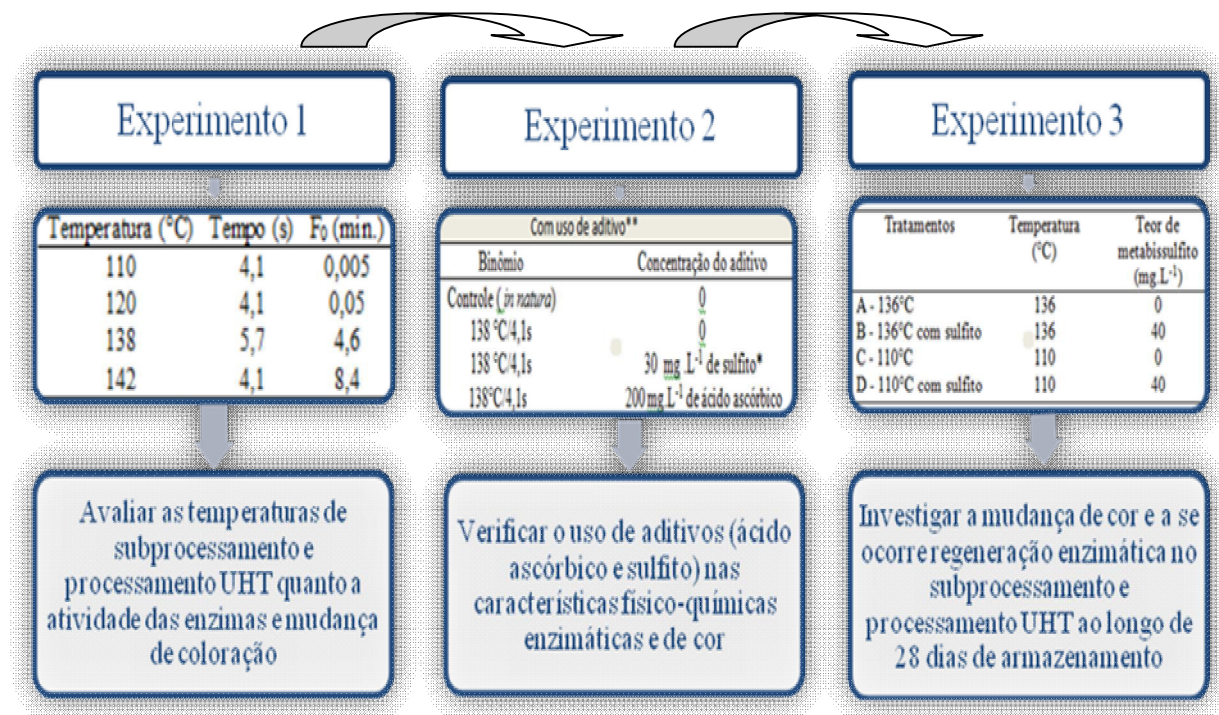 Experimento 1
Temperatura (°C) Tempo (s) F₀ (min.)
110 4,1 0,005
120 4,1 0,05
138 5,7 4,6
142 4,1 8,4
Avaliar as temperaturas de
subprocessamento e
processamento UHT quanto a
atividade das enzimas e mudança
de coloração
Experimento 2
Com uso de aditivo**
Binômio Concentração do aditivo
Controle (in natura) 0
138 °C/4,1s 0
138 °C/4,1s 30 mg .L⁻¹ de sulfito*
138°C/4,1s 200 mg L⁻¹ de ácido ascórbico
Verificar o uso de aditivos (ácido
ascórbico e sulfito) nas
características físico-químicas
enzimáticas e de cor
Experimento 3
Tratamentos Temperatura Teor de
(°C) metabissulfito
(mg.L⁻¹)
A - 136°C 136 0
B - 136°C com sulfito 136 40
C - 110°C 110 0
D - 110°C com sulfito 110 40
Investigar a mudança de cor e a se
ocorre regeneração enzimática no
subprocessamento e
processamento UHT ao longo de
28 dias de armazenamento